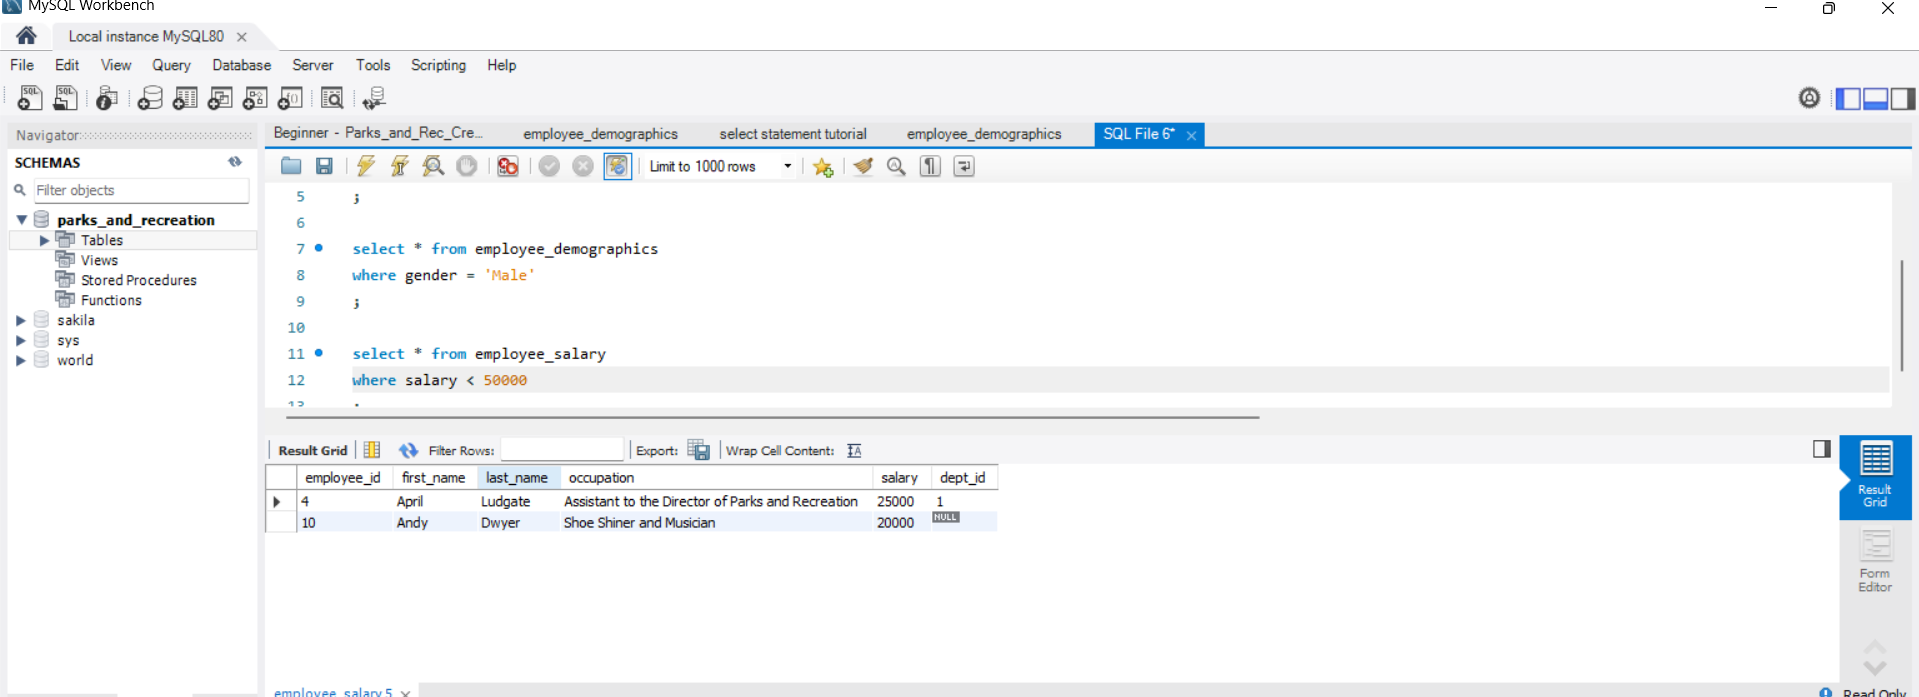 MySQL Workbench
Local instance MySQL80
File Edit View Query Database Server Tools Scripting Help
Navigator
SCHEMAS
Filter objects
parks_and_recreation
Tables
Views
Stored Procedures
Functions
sakila
sys
world
Beginner - Parks_and_Rec_Cre... employee_demographics select statement tutorial employee_demographics SQL File 6*
Limit to 1000 rows
5 ;
6
7 select * from employee_demographics
8 where gender = 'Male'
9 ;
10
11 select * from employee_salary
12 where salary < 50000
13 ;
Result Grid Filter Rows: Export: Wrap Cell Content:
employee_id first_name last_name occupation salary dept_id
4 April Ludgate Assistant to the Director of Parks and Recreation 25000 1
10 Andy Dwyer Shoe Shiner and Musician 20000 NULL
Result
Grid
Form
Editor
employee_salary 5
Read Only